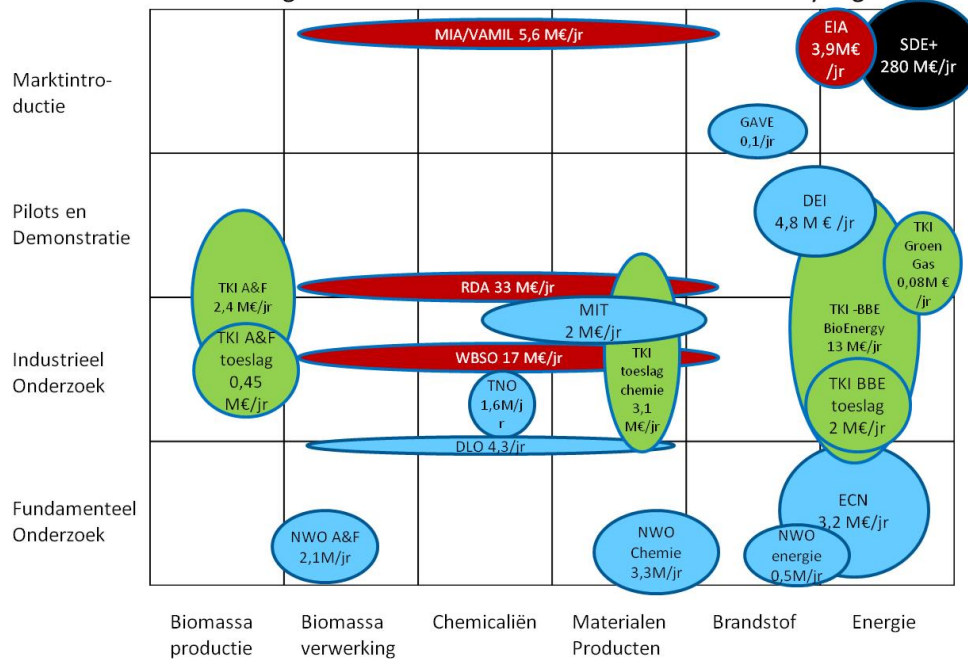 MIA/VAMIL 5,6 M€/jr
EIA
3,9M€
/jr
SDE+
280 M€/jr
Marktintro-
ductie
GAVE
0,1/jr
Pilots en
Demonstratie
DEI
4,8 M € /jr
TKI
Groen
Gas
0,08M €
/jr
TKI A&F
2,4 M€/jr
RDA 33 M€/jr
MIT
2 M€/jr
TKI -BBE
BioEnergy
13 M€/jr
Industrieel
Onderzoek
TKI A&F
toeslag
0,45
M€/jr
WBSO 17 M€/jr
TNO
1,6M/j
r
TKI
toeslag
chemie
3,1
M€/jr
TKI BBE
toeslag
2 M€/jr
DLO 4,3/jr
Fundamenteel
Onderzoek
NWO A&F
2,1M/jr
NWO
Chemie
3,3M/jr
ECN
3,2 M€/jr
NWO
energie
0,5M/jr
Biomassa
productie
Biomassa
verwerking
Chemicaliën
Materialen
Producten
Brandstof
Energie